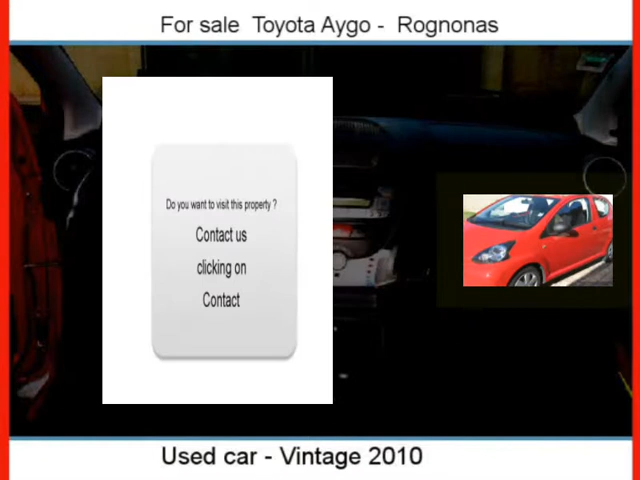 For sale Toyota Aygo - Rognonas
Do you want to visit this property ?
Contact us
clicking on
Contact
Used car - Vintage 2010